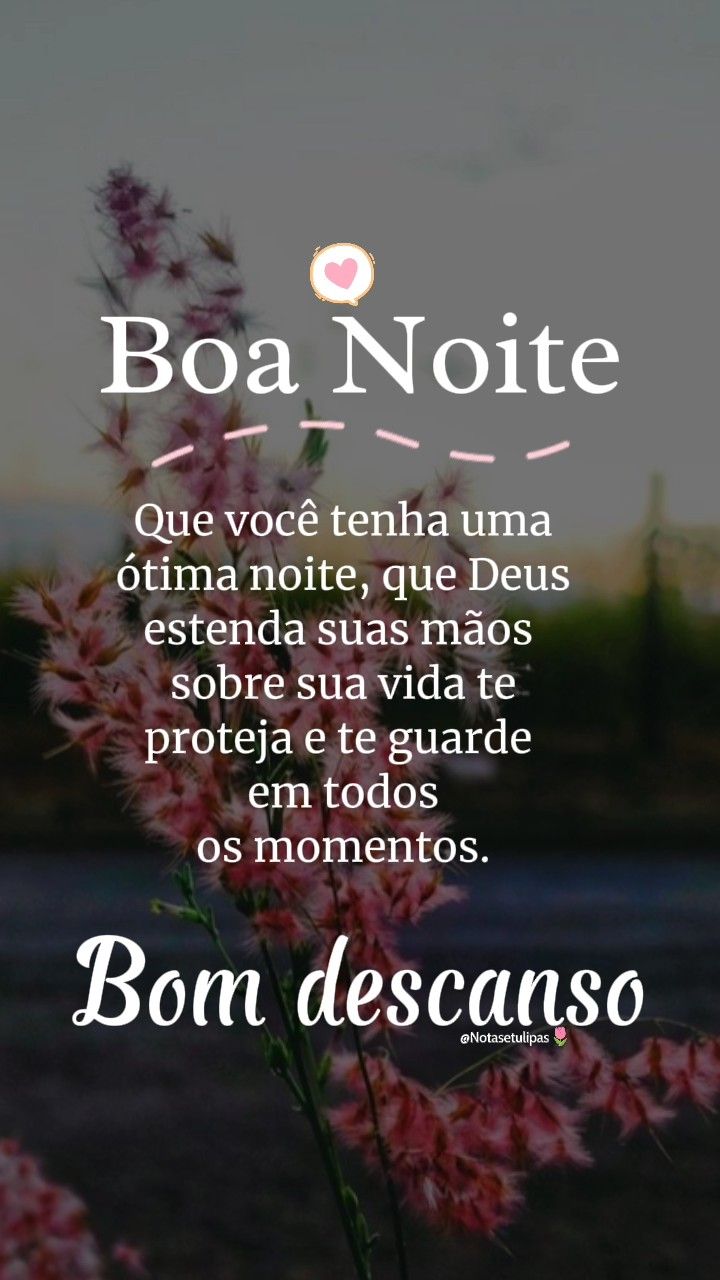 Boa Noite
Que você tenha uma
ótima noite, que Deus
estenda suas mãos
sobre sua vida te
proteja e te guarde
em todos
os momentos.
Bom descanso
@Notasetulipas🌷